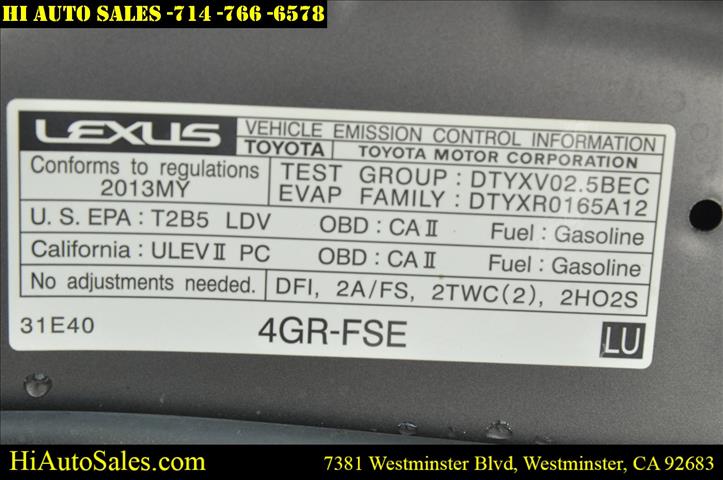 HI AUTO SALES -714 -766 -6578
LEXUS VEHICLE EMISSION CONTROL INFORMATION
TOYOTA TOYOTA MOTOR CORPORATION
Conforms to regulations
2013MY
TEST GROUP : DTYXV02.5BEC
EVAP FAMILY : DTYXR0165A12
U. S. EPA : T2B5 LDV OBD : CA II Fuel : Gasoline
California : ULEV II PC OBD : CA II Fuel : Gasoline
No adjustments needed. DFI, 2A/FS, 2TWC(2), 2HO2S
31E40 4GR-FSE LU
HiAutoSales.com 7381 Westminster Blvd, Westminster, CA 92683